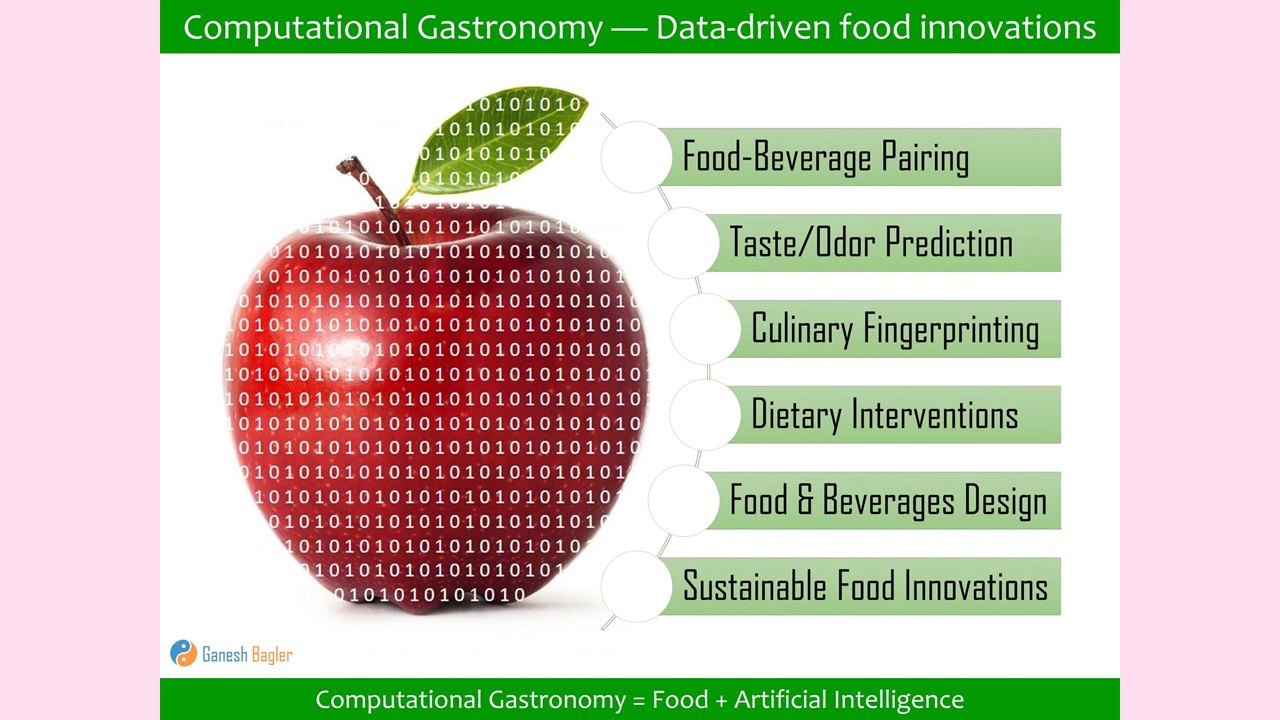 Computational Gastronomy — Data-driven food innovations
Food-Beverage Pairing
Taste/Odor Prediction
Culinary Fingerprinting
Dietary Interventions
Food & Beverages Design
Sustainable Food Innovations
Ganesh Bagler
Computational Gastronomy = Food + Artificial Intelligence